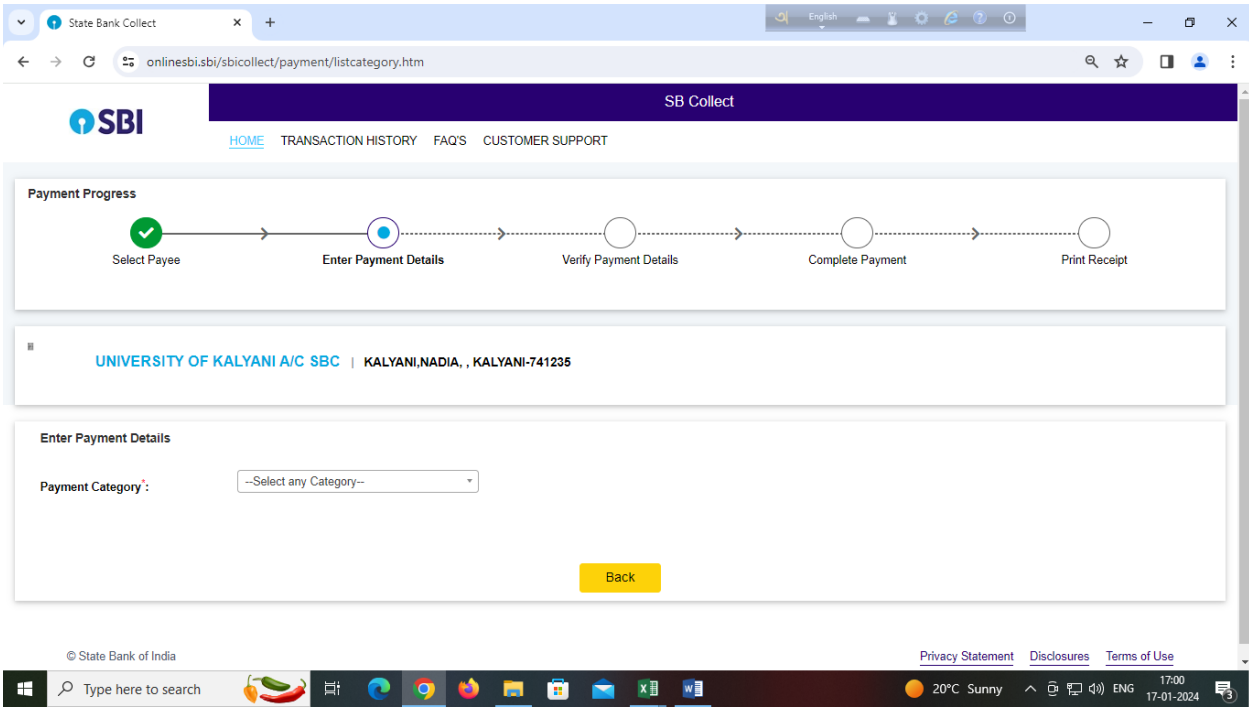 State Bank Collect
English
onlinesbi.sbi/sbicollect/payment/listcategory.htm
SBI
SB Collect
HOME TRANSACTION HISTORY FAQ'S CUSTOMER SUPPORT
Payment Progress
Select Payee Enter Payment Details Verify Payment Details Complete Payment Print Receipt
UNIVERSITY OF KALYANI A/C SBC | KALYANI,NADIA, , KALYANI-741235
Enter Payment Details
Payment Category*: --Select any Category--
Back
© State Bank of India Privacy Statement Disclosures Terms of Use
Type here to search 20°C Sunny ENG 17:00
17-01-2024 3